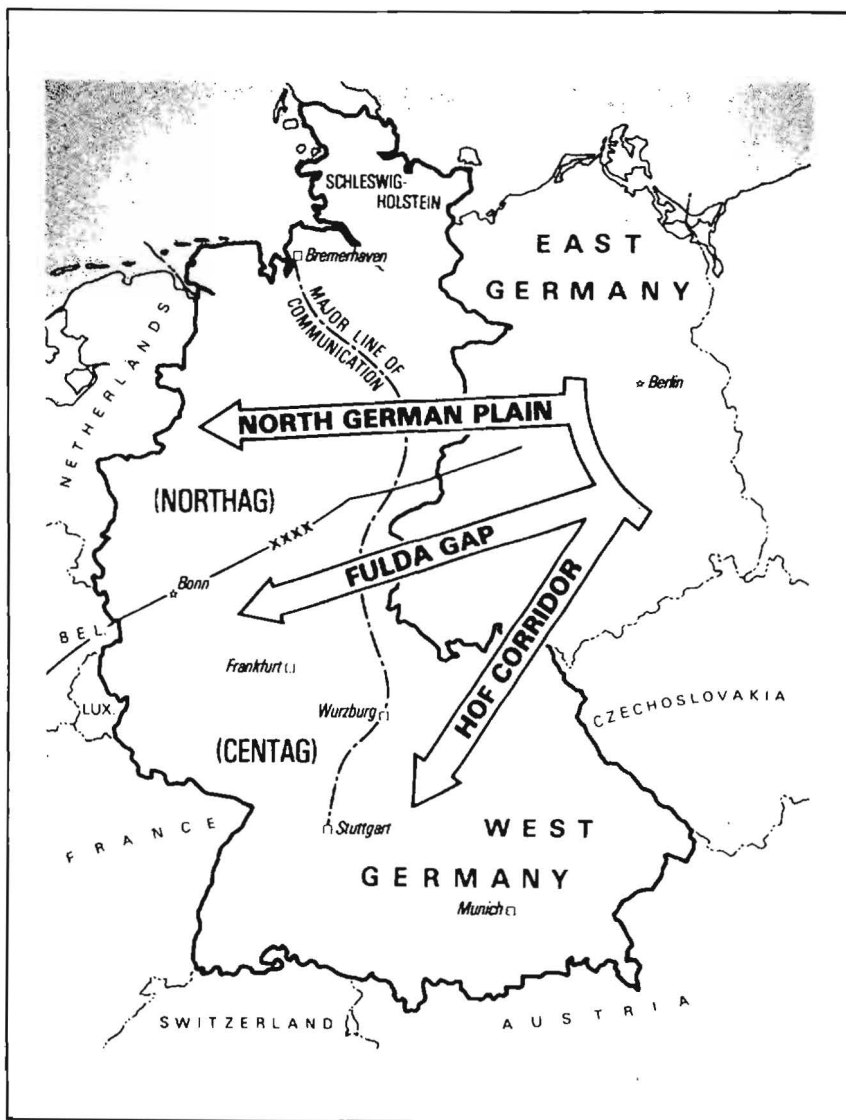 SCHLESWIG-
HOLSTEIN
Bremerhaven
EAST
GERMANY
MAJOR LINE OF
COMMUNICATION
NETHERLANDS
Berlin
NORTH GERMAN PLAIN
(NORTHAG)
XXXX
FULDA GAP
Bonn
HOF CORRIDOR
BEL.
Frankfurt
LUX.
Wurzburg
CZECHOSLOVAKIA
(CENTAG)
FRANCE
Stuttgart
WEST
GERMANY
Munich
SWITZERLAND
AUSTRIA